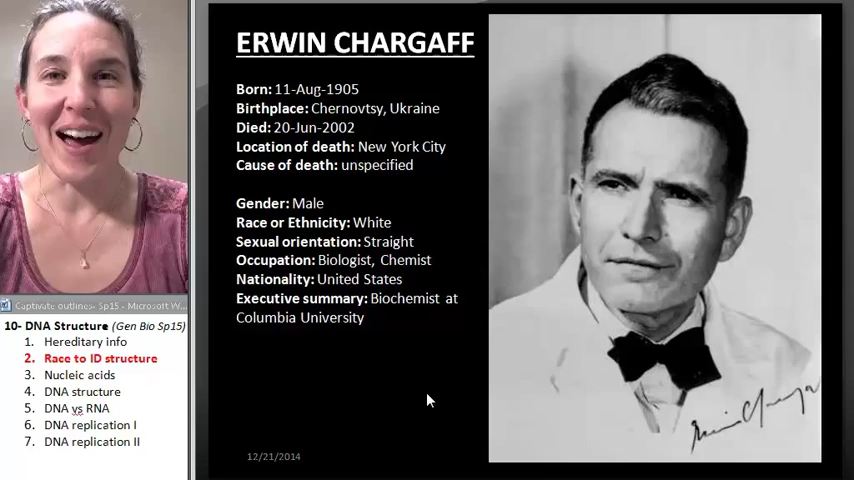 ERWIN CHARGAFF
Born: 11-Aug-1905
Birthplace: Chernovtsy, Ukraine
Died: 20-Jun-2002
Location of death: New York City
Cause of death: unspecified
Gender: Male
Race or Ethnicity: White
Sexual orientation: Straight
Occupation: Biologist, Chemist
Nationality: United States
Executive summary: Biochemist at
Columbia University
12/21/2014
Captivate outlines- Sp15 - Microsoft W...
10- DNA Structure (Gen Bio Sp15)
1. Hereditary info
2. Race to ID structure
3. Nucleic acids
4. DNA structure
5. DNA vs RNA
6. DNA replication I
7. DNA replication II